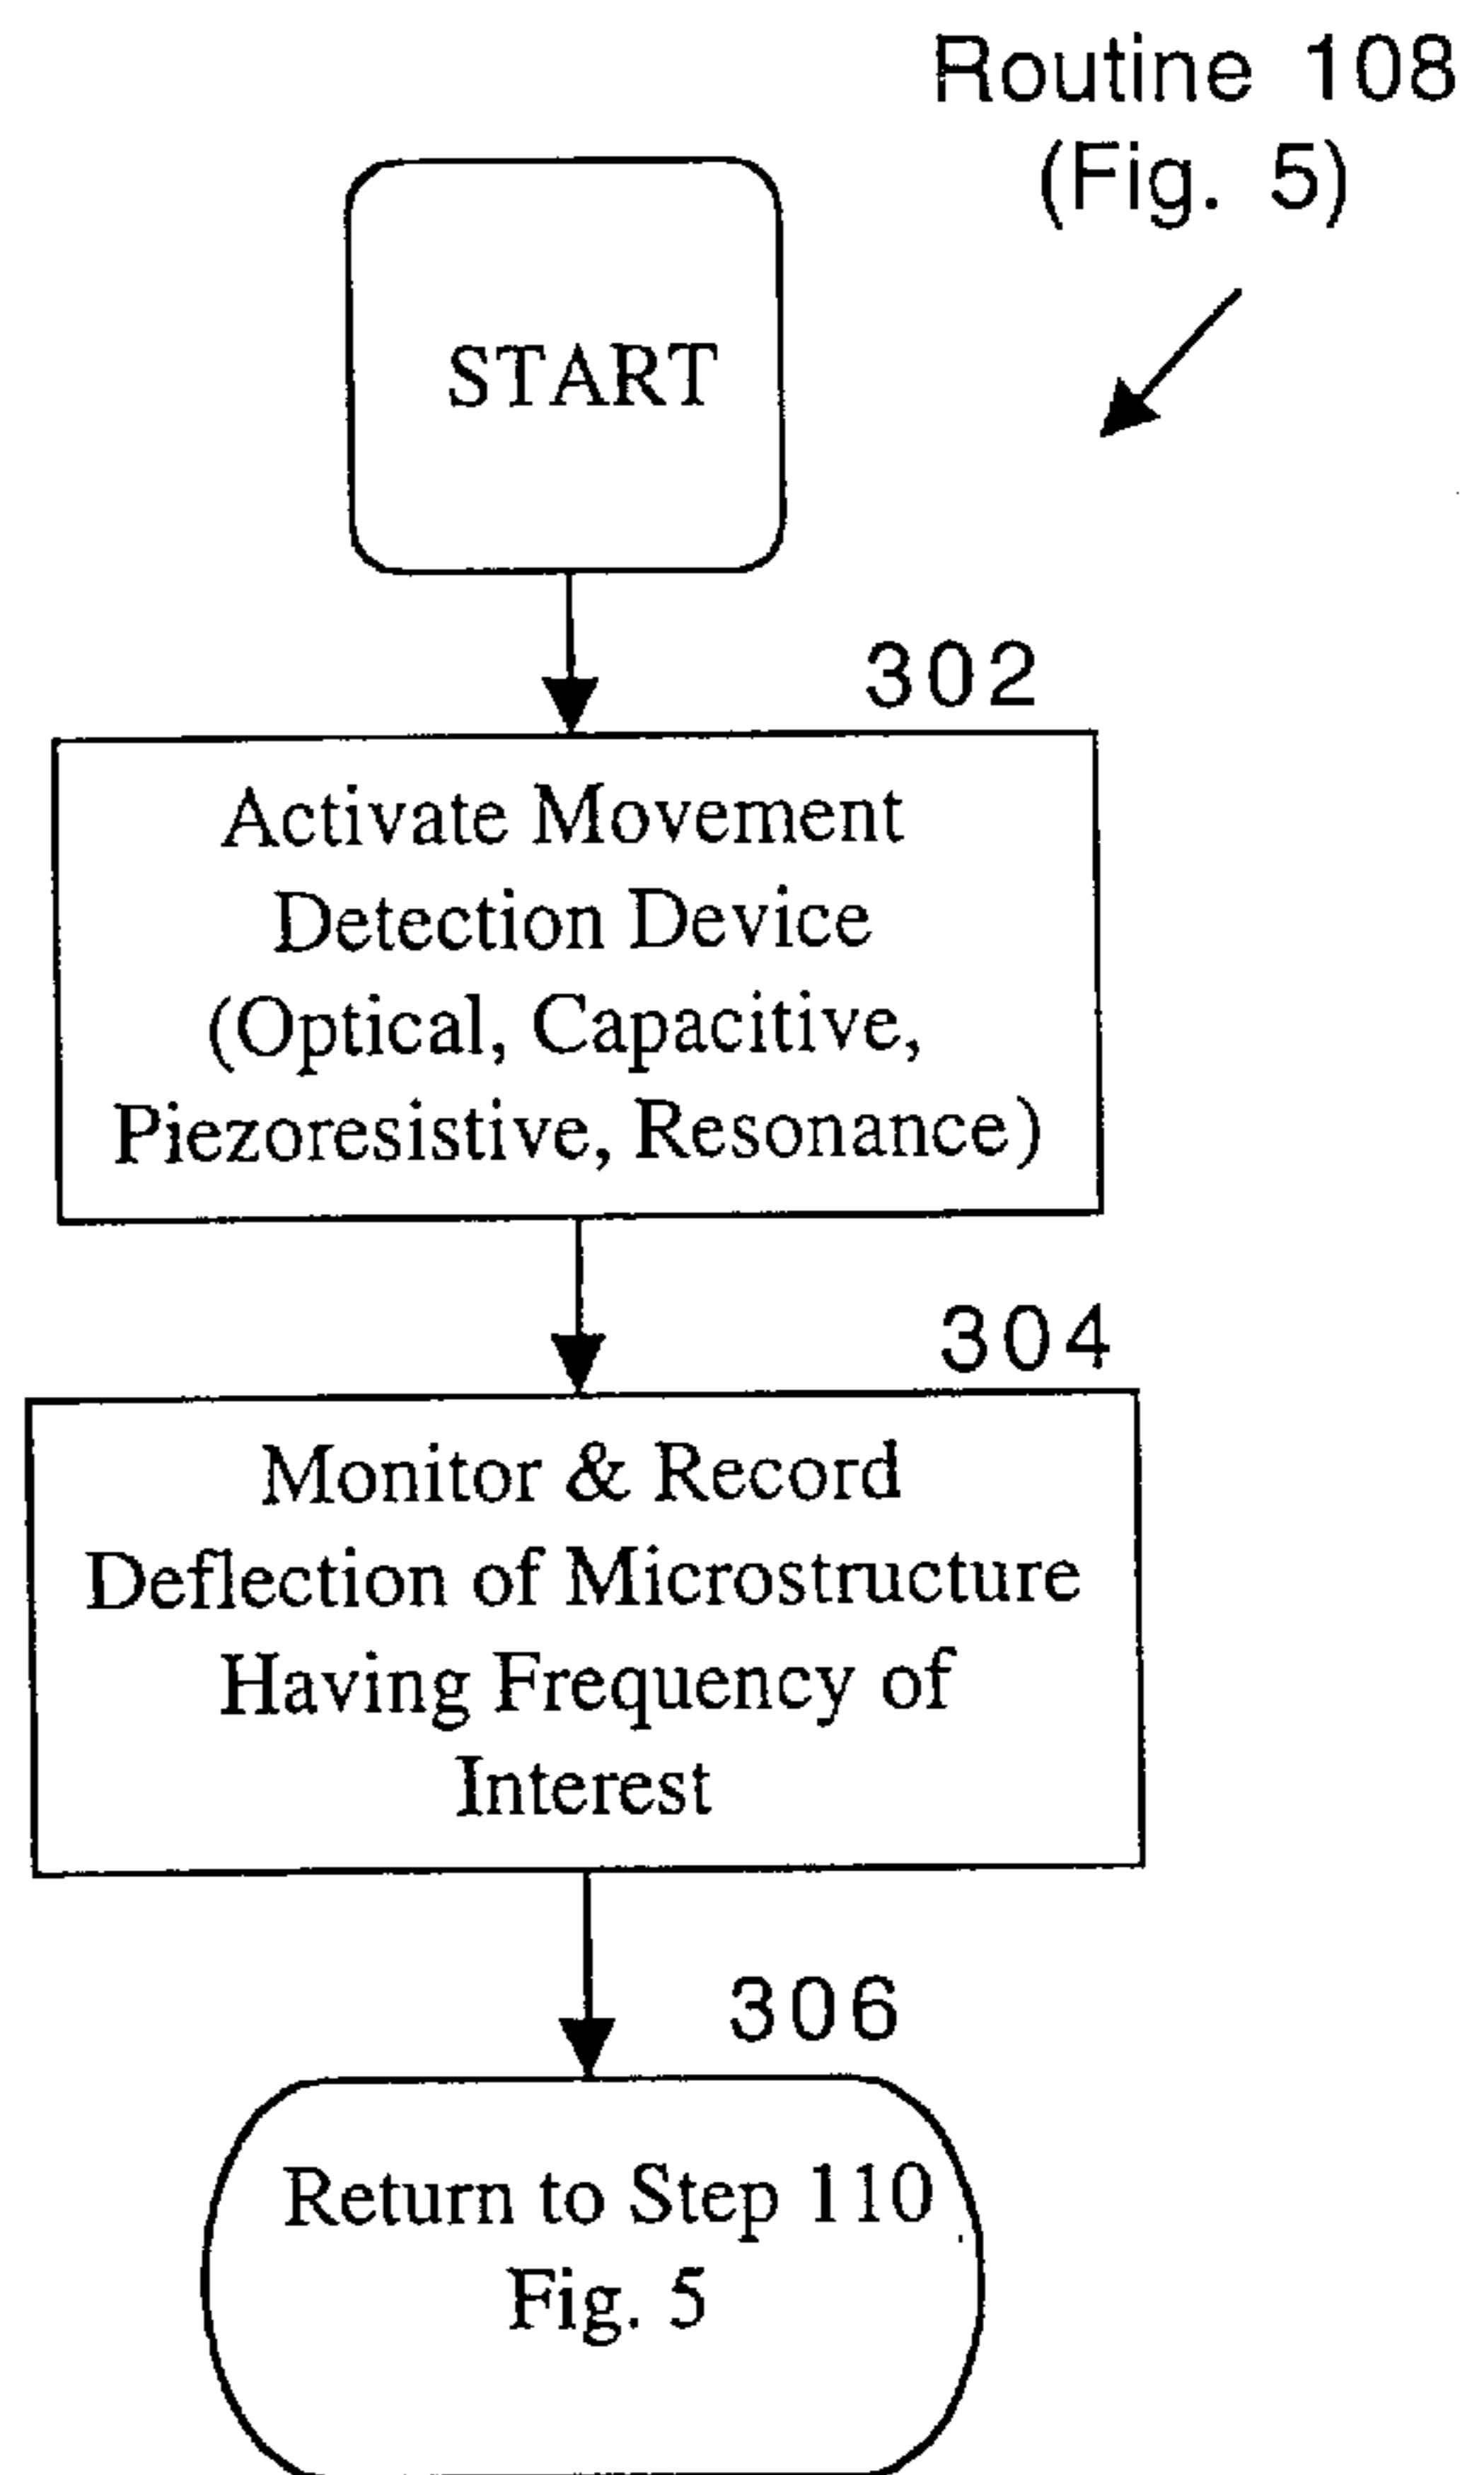 Routine 108
(Fig. 5)
START
302
Activate Movement
Detection Device
(Optical, Capacitive,
Piezoresistive, Resonance)
304
Monitor & Record
Deflection of Microstructure
Having Frequency of
Interest
306
Return to Step 110
Fig. 5